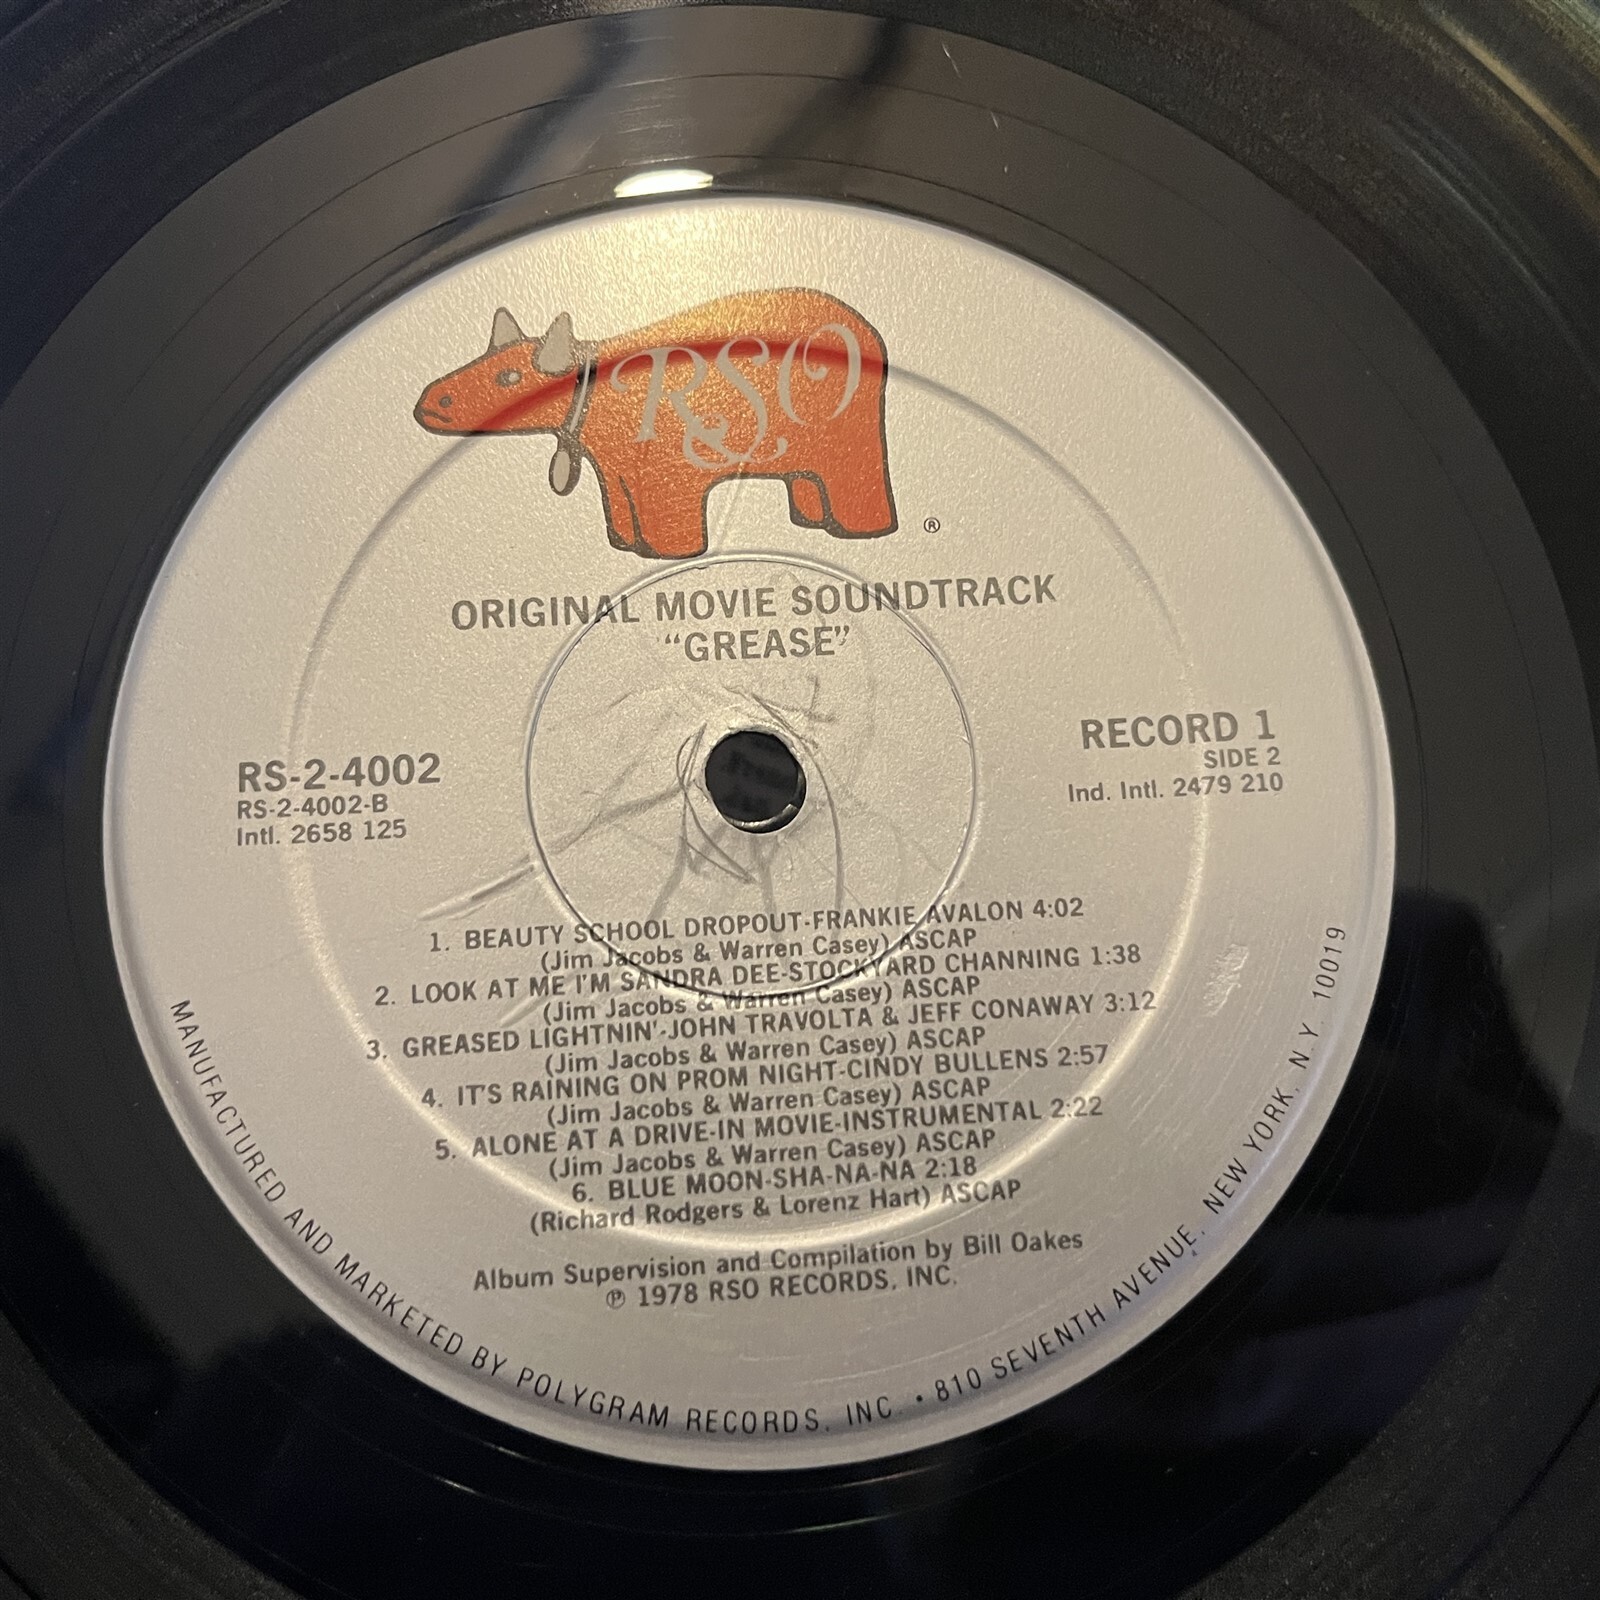 RSO
®
ORIGINAL MOVIE SOUNDTRACK
“GREASE”
RS-2-4002
RS-2-4002-B
Intl. 2658 125
RECORD 1
SIDE 2
Ind. Intl. 2479 210
1. BEAUTY SCHOOL DROPOUT-FRANKIE AVALON 4:02
(Jim Jacobs & Warren Casey) ASCAP
2. LOOK AT ME I'M SANDRA DEE-STOCKYARD CHANNING 1:38
(Jim Jacobs & Warren Casey) ASCAP
3. GREASED LIGHTNIN'-JOHN TRAVOLTA & JEFF CONAWAY 3:12
(Jim Jacobs & Warren Casey) ASCAP
4. IT'S RAINING ON PROM NIGHT-CINDY BULLENS 2:57
(Jim Jacobs & Warren Casey) ASCAP
5. ALONE AT A DRIVE-IN MOVIE-INSTRUMENTAL 2:22
(Jim Jacobs & Warren Casey) ASCAP
6. BLUE MOON-SHA-NA-NA 2:18
(Richard Rodgers & Lorenz Hart) ASCAP
Album Supervision and Compilation by Bill Oakes
℗ 1978 RSO RECORDS, INC.
MANUFACTURED AND MARKETED BY POLYGRAM RECORDS, INC. • 810 SEVENTH AVENUE, NEW YORK, N.Y. 10019